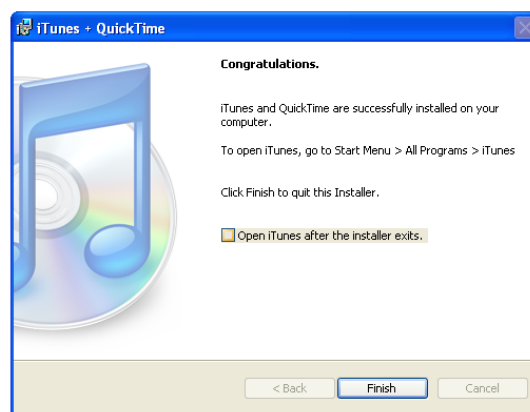 iTunes + QuickTime
Congratulations.
iTunes and QuickTime are successfully installed on your
computer.
To open iTunes, go to Start Menu > All Programs > iTunes
Click Finish to quit this Installer.
Open iTunes after the installer exits.
< Back
Finish
Cancel